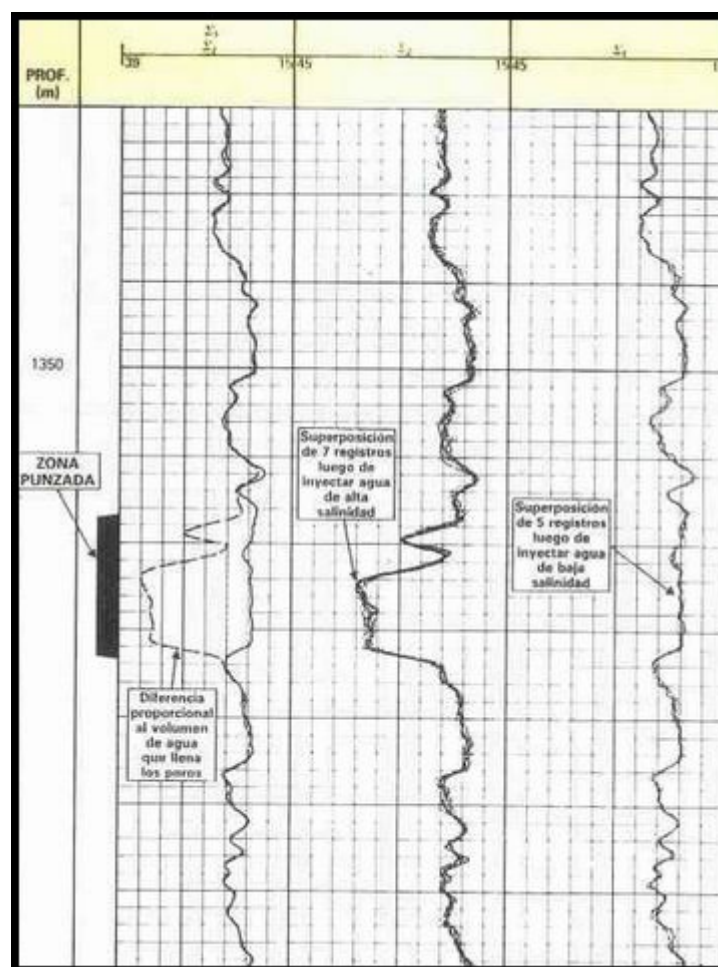 PROF.
(m)
39
15
45
15
45
1350
ZONA
PUNZADA
Superposición
de 7 registros
luego de
inyectar agua
de alta
salinidad
Superposición
de 5 registros
luego de
inyectar agua
de baja
salinidad
Diferencia
proporcional
al volumen
de agua
que llena
los poros